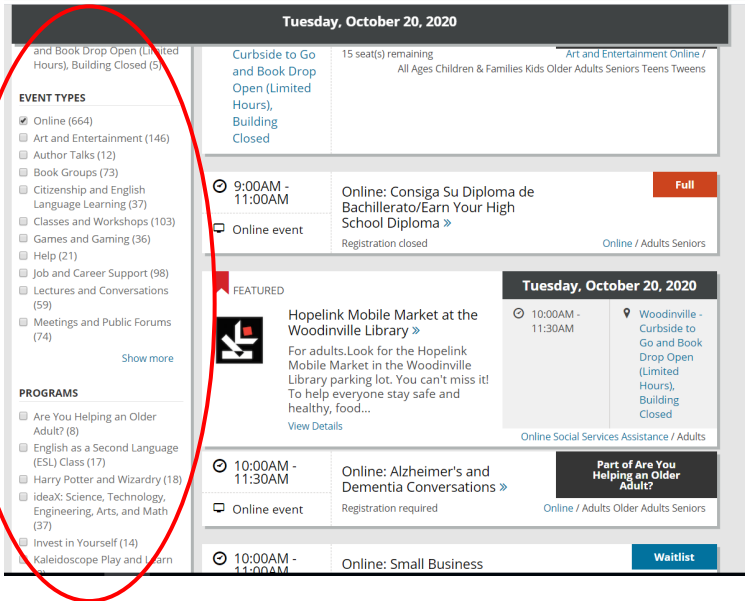 Tuesday, October 20, 2020
and Book Drop Open (Limited
Hours), Building Closed (5)
EVENT TYPES
Online (664)
Art and Entertainment (146)
Author Talks (12)
Book Groups (73)
Citizenship and English
Language Learning (37)
Classes and Workshops (103)
Games and Gaming (36)
Help (21)
Job and Career Support (98)
Lectures and Conversations
(59)
Meetings and Public Forums
(74)
Show more
PROGRAMS
Are You Helping an Older
Adult? (8)
English as a Second Language
(ESL) Class (17)
Harry Potter and Wizardry (18)
ideaX: Science, Technology,
Engineering, Arts, and Math
(37)
Invest in Yourself (14)
Kaleidoscope Play and Learn
Curbside to Go
and Book Drop
Open (Limited
Hours),
Building
Closed
15 seat(s) remaining
Art and Entertainment Online /
All Ages Children & Families Kids Older Adults Seniors Teens Tweens
9:00AM -
11:00AM
Online event
Online: Consiga Su Diploma de
Bachillerato/Earn Your High
School Diploma »
Registration closed
Full
Online / Adults Seniors
FEATURED
Hopelink Mobile Market at the
Woodinville Library »
For adults.Look for the Hopelink
Mobile Market in the Woodinville
Library parking lot. You can't miss it!
To help everyone stay safe and
healthy, food...
View Details
Tuesday, October 20, 2020
10:00AM -
11:30AM
Woodinville -
Curbside to
Go and Book
Drop Open
(Limited
Hours),
Building
Closed
Online Social Services Assistance / Adults
10:00AM -
11:30AM
Online event
Online: Alzheimer's and
Dementia Conversations »
Registration required
Part of Are You
Helping an Older
Adult?
Online / Adults Older Adults Seniors
10:00AM -
11:00AM
Online: Small Business
Waitlist